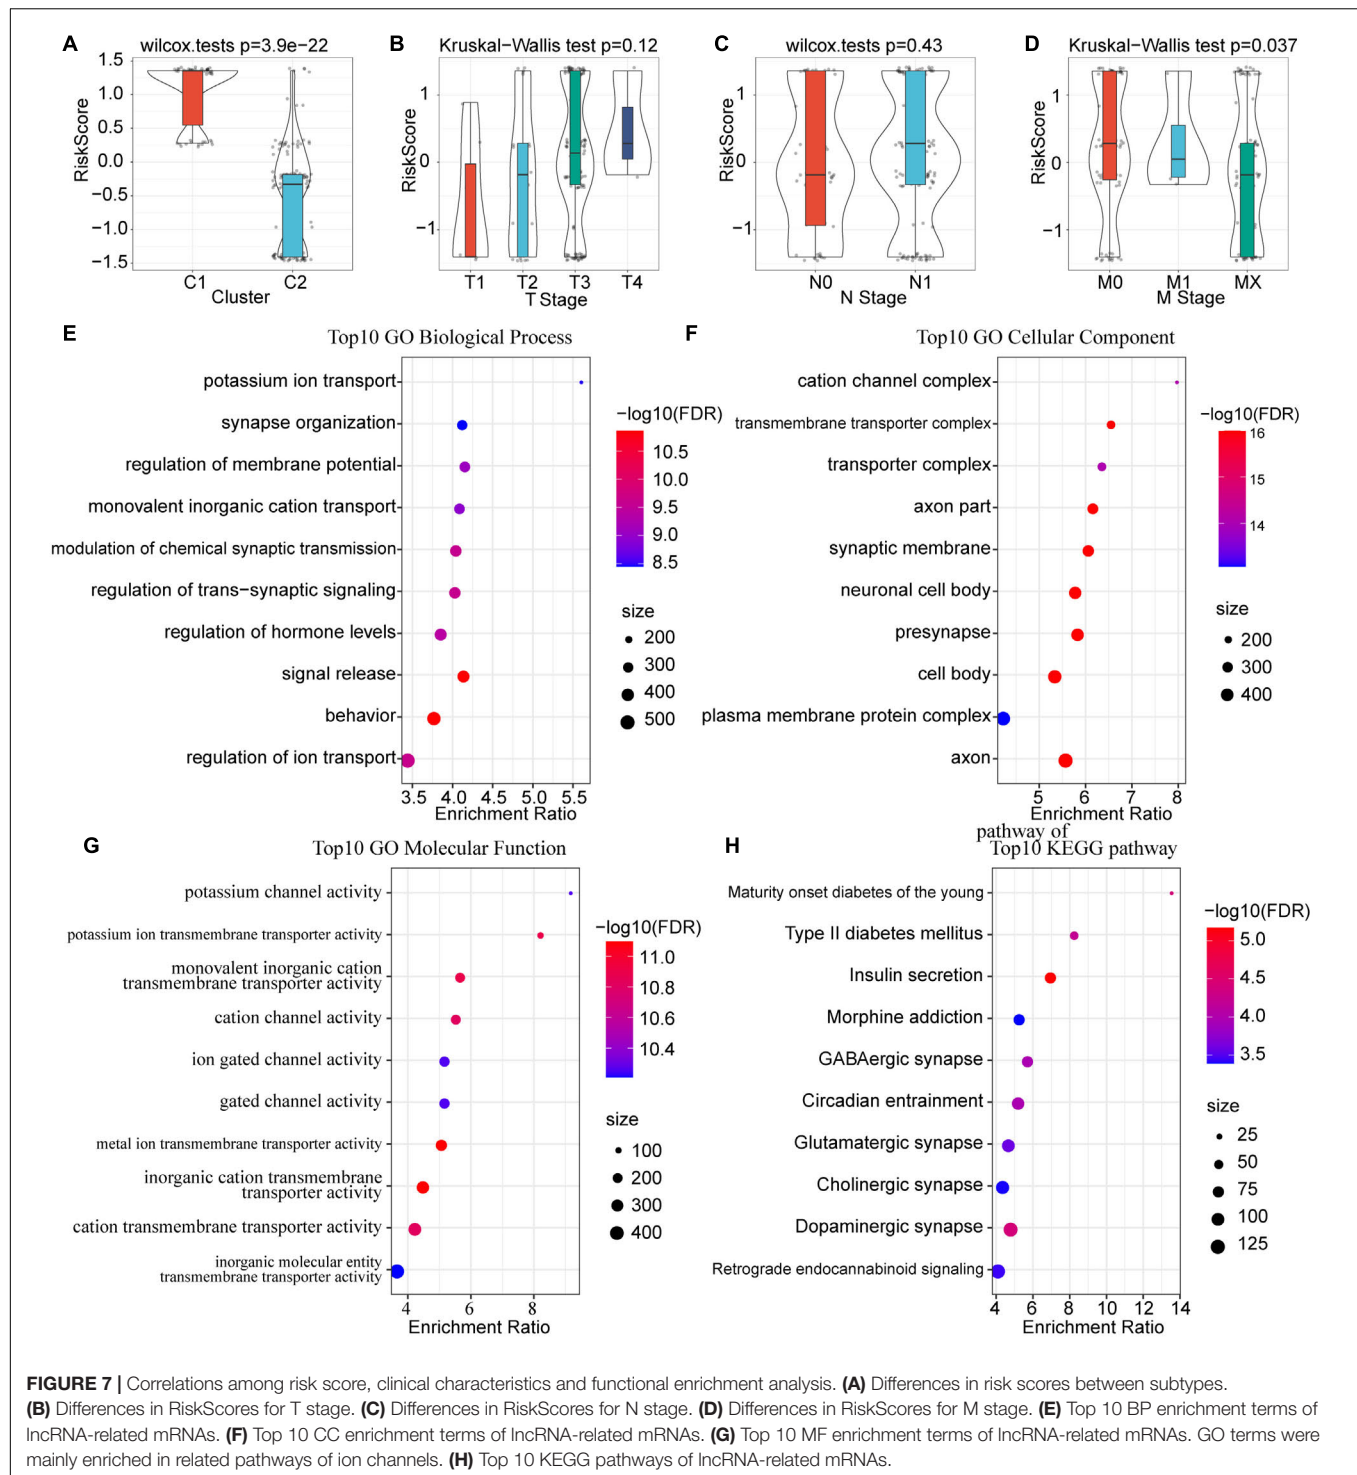 A
wilcox.tests p=3.9e−22
RiskScore
1.5
1.0
0.5
0.0
−0.5
−1.0
−1.5
C1
C2
Cluster
B
Kruskal−Wallis test p=0.12
RiskScore
1
0
−1
T1
T2
T3
T4
T Stage
C
wilcox.tests p=0.43
RiskScore
1
0
−1
N0
N1
N Stage
D
Kruskal−Wallis test p=0.037
RiskScore
1
0
−1
M0
M1
MX
M Stage
E
Top10 GO Biological Process
potassium ion transport
synapse organization
regulation of membrane potential
monovalent inorganic cation transport
modulation of chemical synaptic transmission
regulation of trans−synaptic signaling
regulation of hormone levels
signal release
behavior
regulation of ion transport
3.5 4.0 4.5 5.0 5.5
Enrichment Ratio
−log10(FDR)
10.5
10.0
9.5
9.0
8.5
size
200
300
400
500
F
Top10 GO Cellular Component
cation channel complex
transmembrane transporter complex
transporter complex
axon part
synaptic membrane
neuronal cell body
presynapse
cell body
plasma membrane protein complex
axon
5 6 7 8
Enrichment Ratio
−log10(FDR)
16
15
14
size
200
300
400
G
Top10 GO Molecular Function
potassium channel activity
potassium ion transmembrane transporter activity
monovalent inorganic cation
transmembrane transporter activity
cation channel activity
ion gated channel activity
gated channel activity
metal ion transmembrane transporter activity
inorganic cation transmembrane
transporter activity
cation transmembrane transporter activity
inorganic molecular entity
transmembrane transporter activity
4 6 8
Enrichment Ratio
−log10(FDR)
11.0
10.8
10.6
10.4
size
100
200
300
400
H
pathway of
Top10 KEGG pathway
Maturity onset diabetes of the young
Type II diabetes mellitus
Insulin secretion
Morphine addiction
GABAergic synapse
Circadian entrainment
Glutamatergic synapse
Cholinergic synapse
Dopaminergic synapse
Retrograde endocannabinoid signaling
4 6 8 10 12 14
Enrichment Ratio
−log10(FDR)
5.0
4.5
4.0
3.5
size
25
50
75
100
125
FIGURE 7 | Correlations among risk score, clinical characteristics and functional enrichment analysis. (A) Differences in risk scores between subtypes.
(B) Differences in RiskScores for T stage. (C) Differences in RiskScores for N stage. (D) Differences in RiskScores for M stage. (E) Top 10 BP enrichment terms of
lncRNA-related mRNAs. (F) Top 10 CC enrichment terms of lncRNA-related mRNAs. (G) Top 10 MF enrichment terms of lncRNA-related mRNAs. GO terms were
mainly enriched in related pathways of ion channels. (H) Top 10 KEGG pathways of lncRNA-related mRNAs.